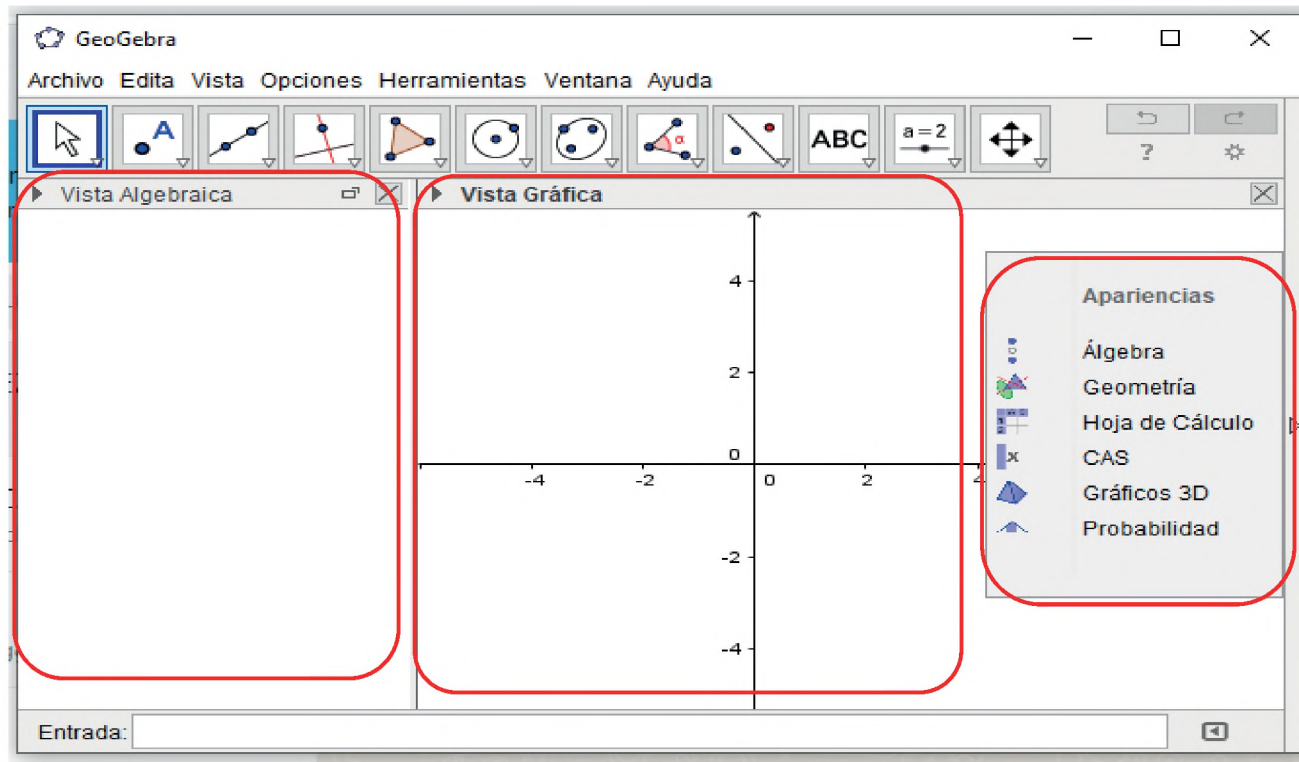 GeoGebra
Archivo Edita Vista Opciones Herramientas Ventana Ayuda
A α ABC a = 2 ?
Vista Algebraica Vista Gráfica
4
2
0
-4 -2 0 2 4
-2
-4
Apariencias
Álgebra
Geometría
Hoja de Cálculo
CAS
Gráficos 3D
Probabilidad
Entrada: